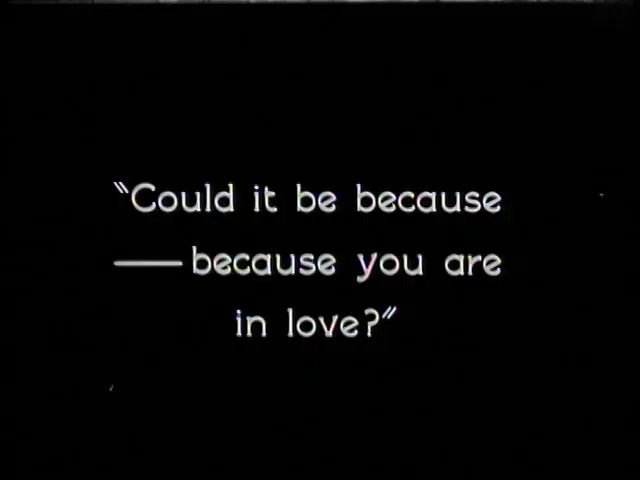 “Could it be because
——because you are
in love?”